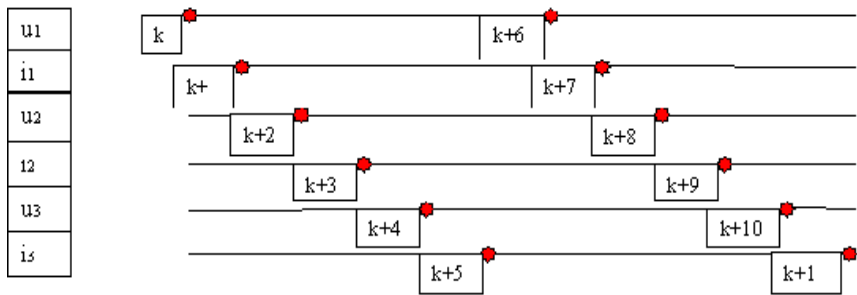 u1 k k+6
i1 k+ k+7
u2 k+2 k+8
i2 k+3 k+9
u3 k+4 k+10
i3 k+5 k+1